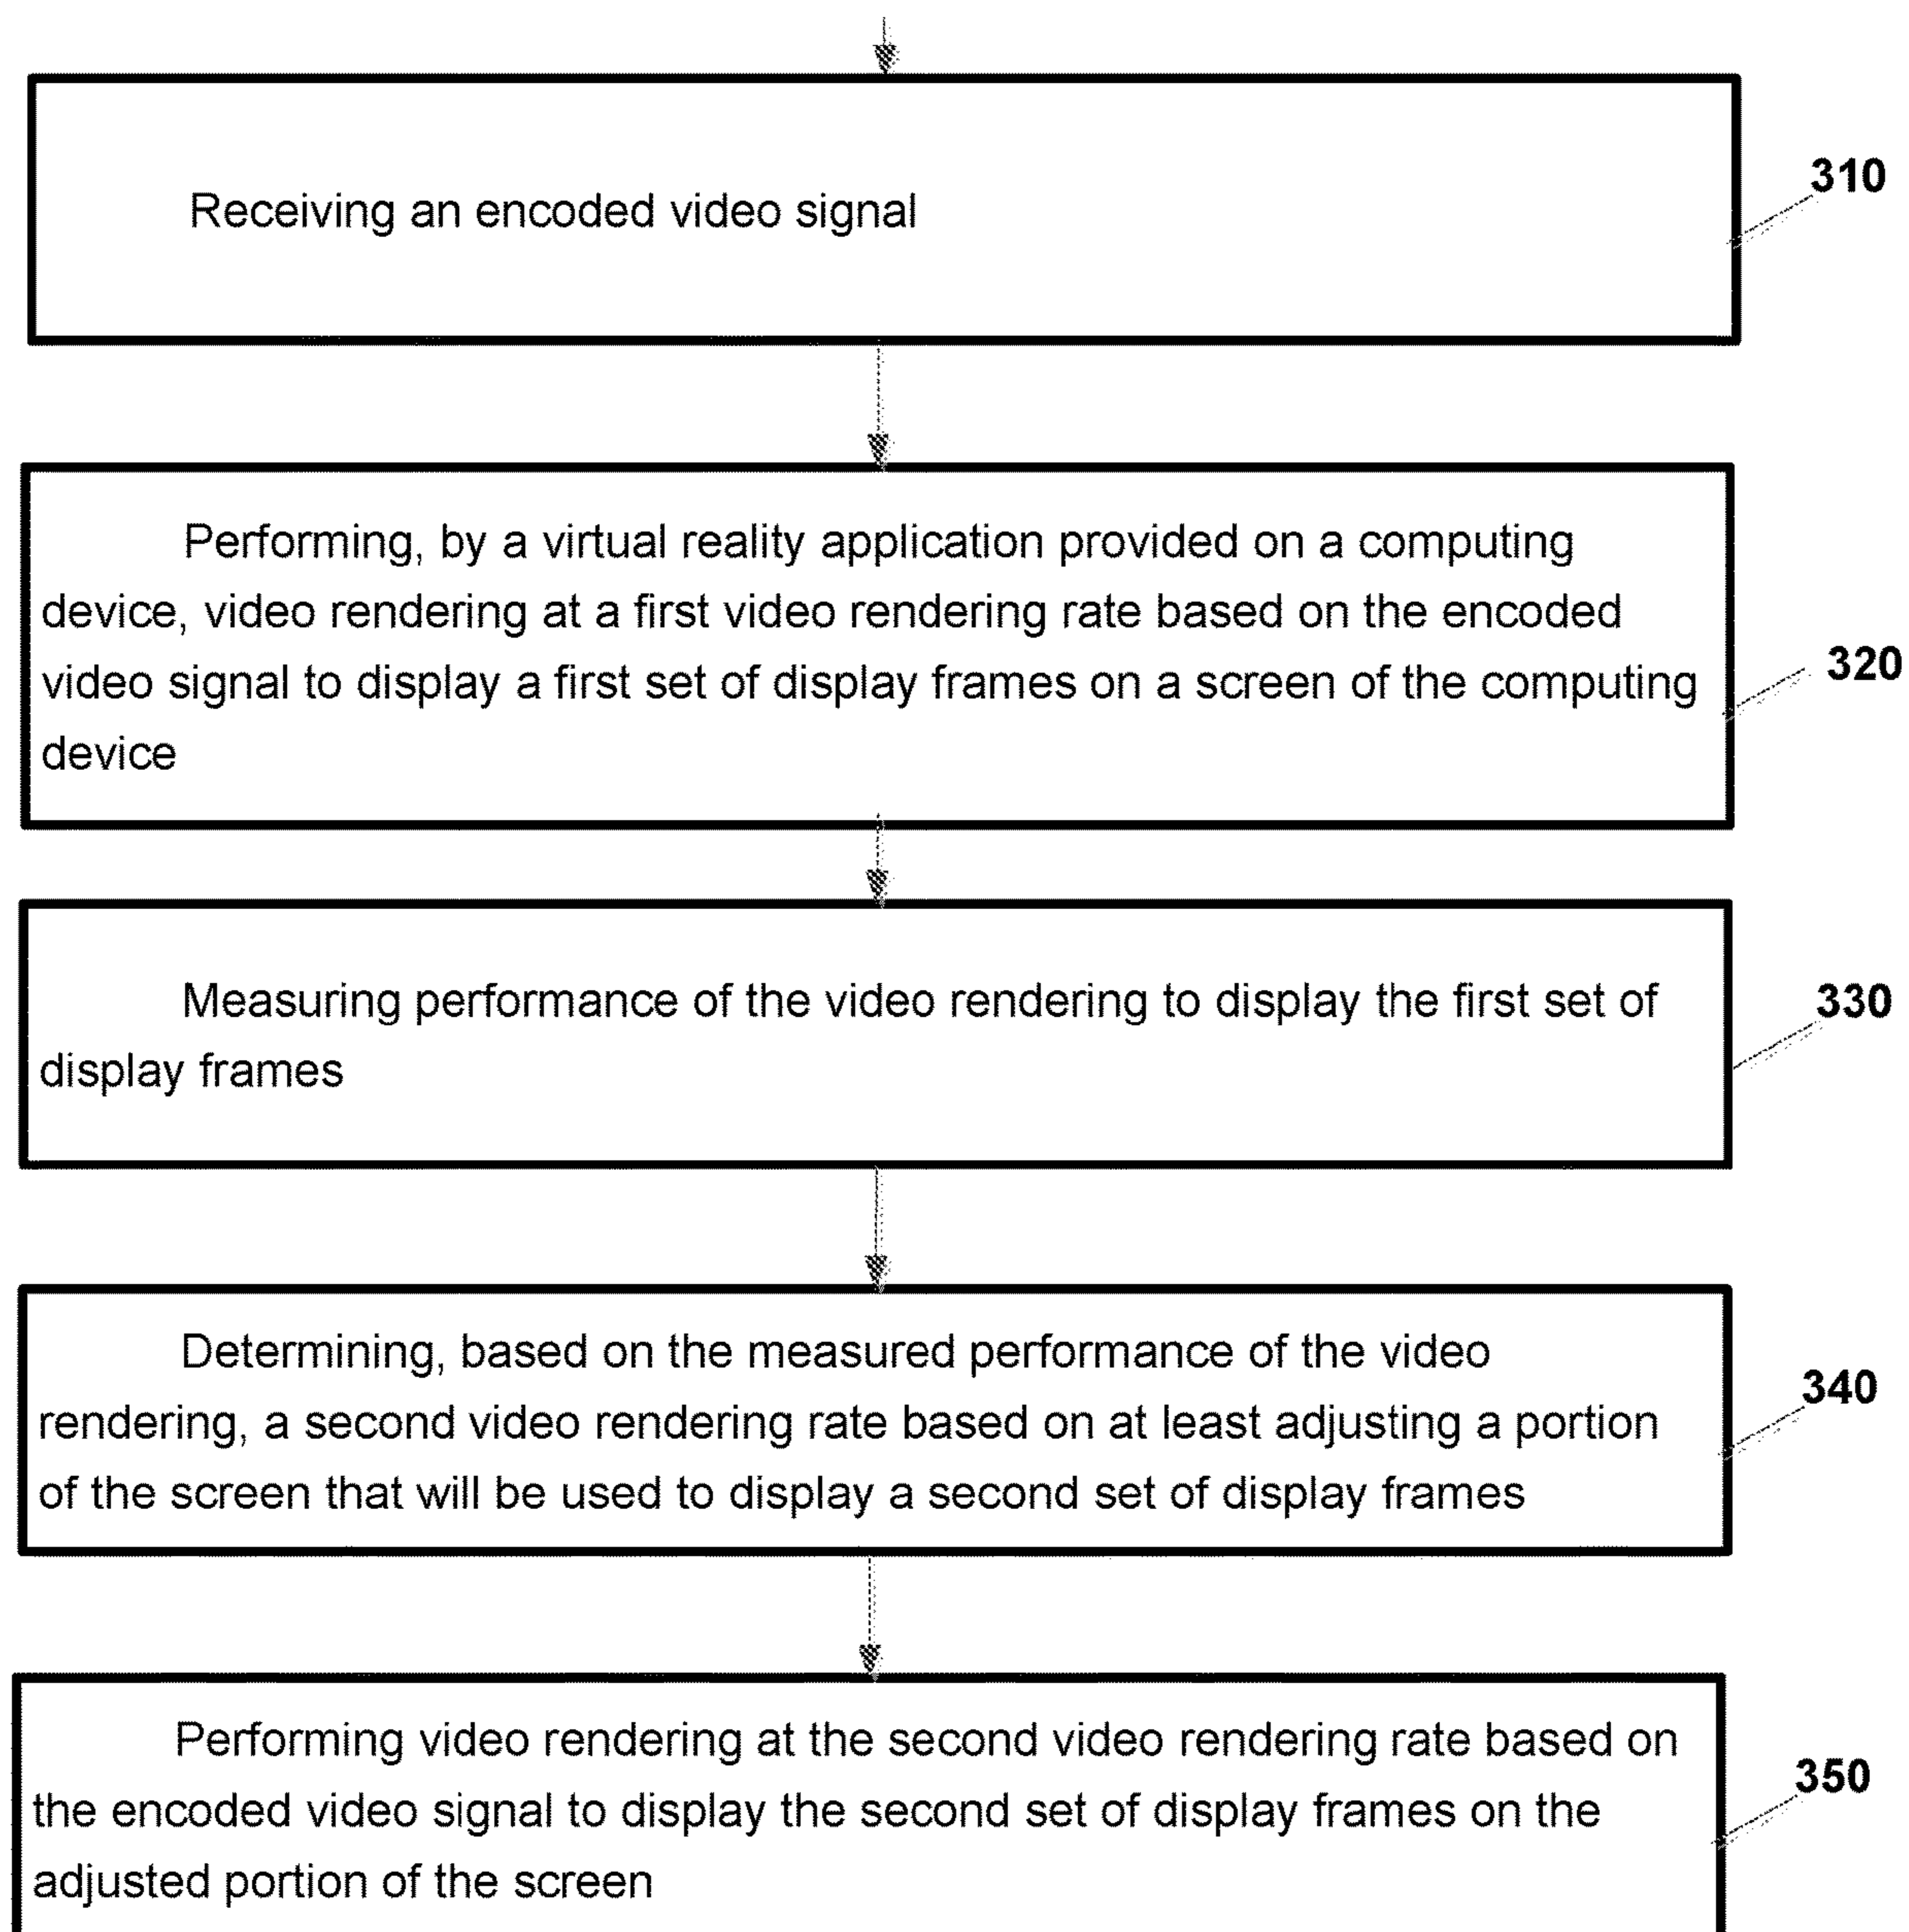 Receiving an encoded video signal
310
Performing, by a virtual reality application provided on a computing
device, video rendering at a first video rendering rate based on the encoded
video signal to display a first set of display frames on a screen of the computing
device
320
Measuring performance of the video rendering to display the first set of
display frames
330
Determining, based on the measured performance of the video
rendering, a second video rendering rate based on at least adjusting a portion
of the screen that will be used to display a second set of display frames
340
Performing video rendering at the second video rendering rate based on
the encoded video signal to display the second set of display frames on the
adjusted portion of the screen
350